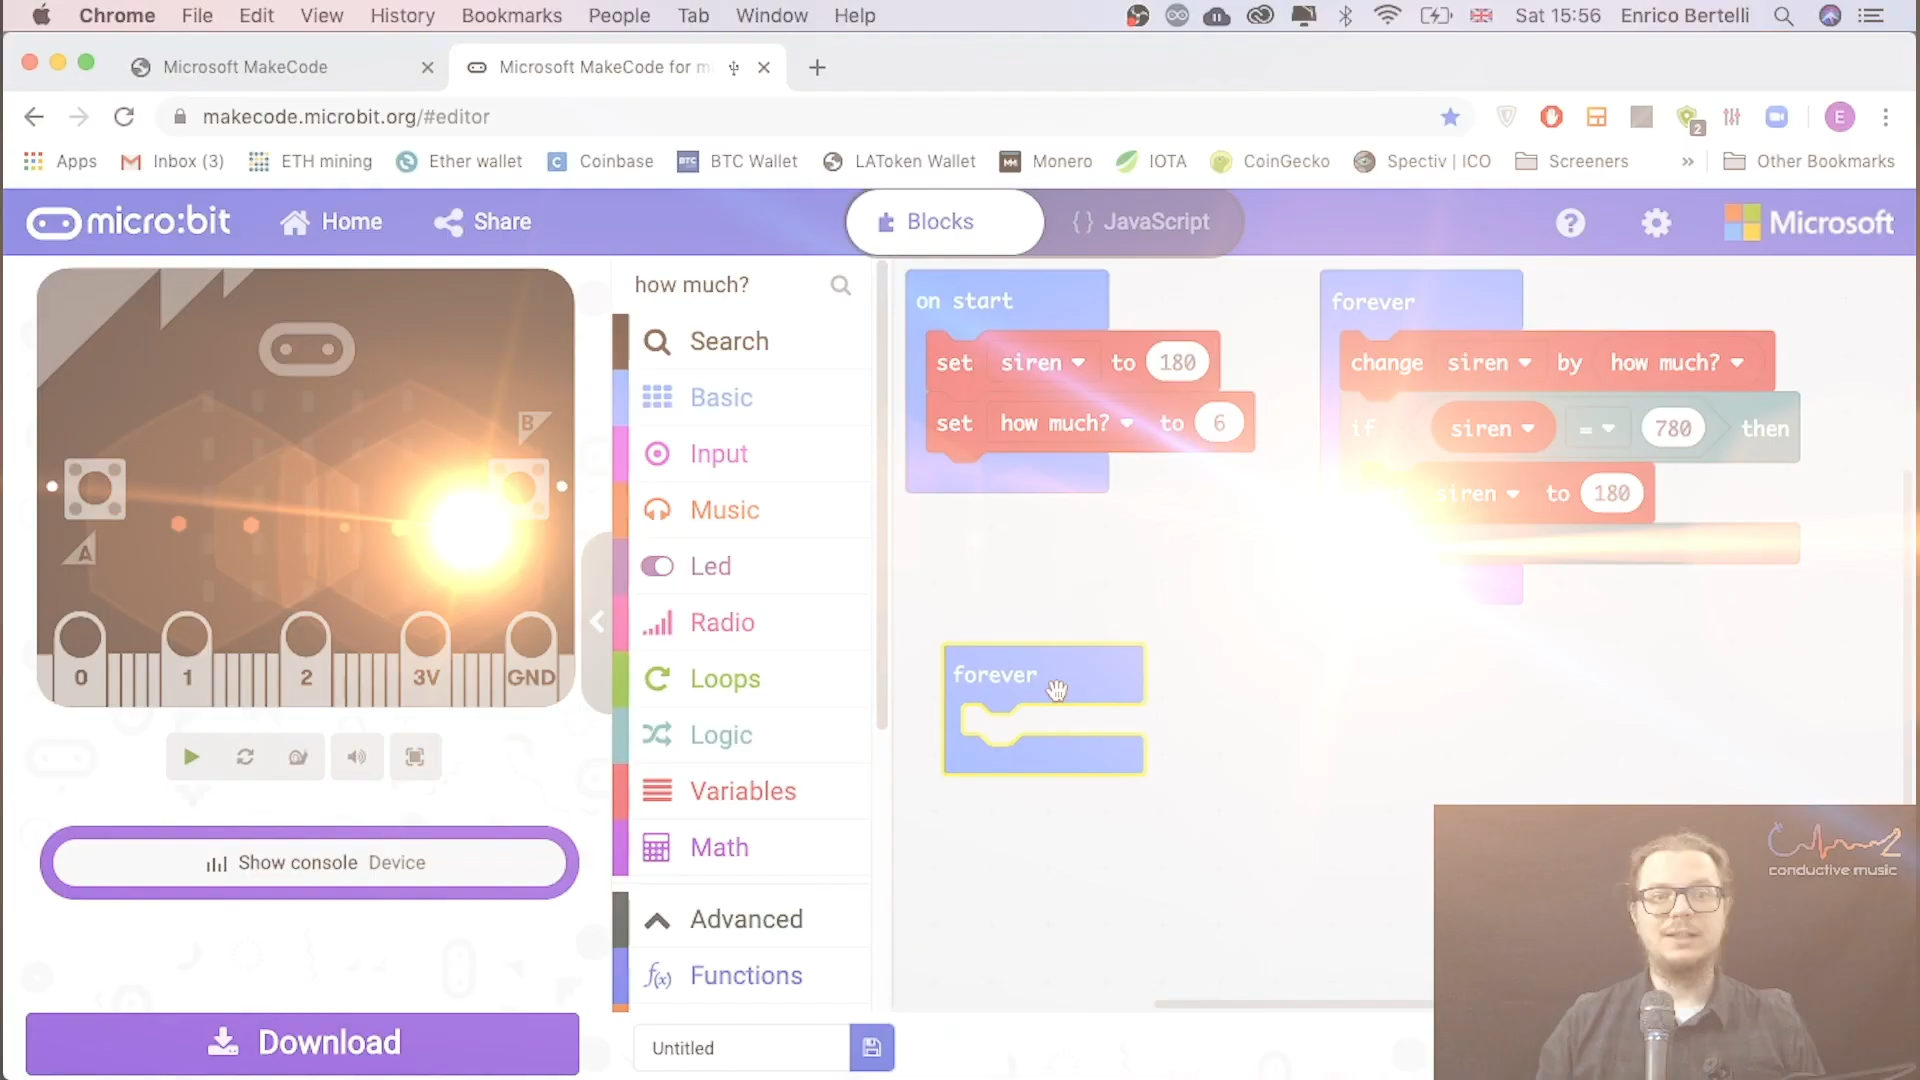 Chrome File Edit View History Bookmarks People Tab Window Help Sat 15:56 Enrico Bertelli
Microsoft MakeCode Microsoft MakeCode for mi
makecode.microbit.org/#editor
2 E
Apps Inbox (3) ETH mining Ether wallet Coinbase BTC Wallet LAToken Wallet Monero IOTA CoinGecko Spectiv | ICO Screeners » Other Bookmarks
micro:bit Home Share Blocks {} JavaScript ? Microsoft
how much?
Search
Basic
Input
Music
Led
Radio
Loops
Logic
Variables
Math
Advanced
f(x) Functions
B
A
0 1 2 3V GND
Show console Device
Download
Untitled
on start
set siren to 180
set how much? to 6
forever
change siren by how much?
if siren = 780 then
siren to 180
forever
conductive music